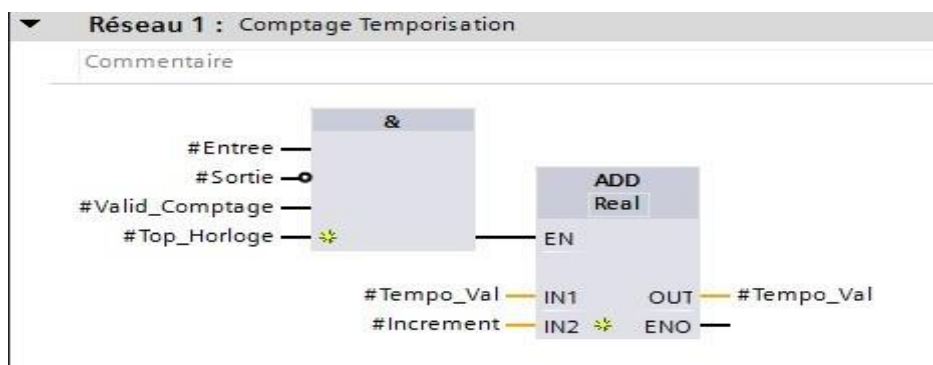 Réseau 1 : Comptage Temporisation
Commentaire
&
#Entree
#Sortie
#Valid_Comptage
#Top_Horloge
ADD
Real
EN
#Tempo_Val IN1 OUT #Tempo_Val
#Increment IN2 ENO